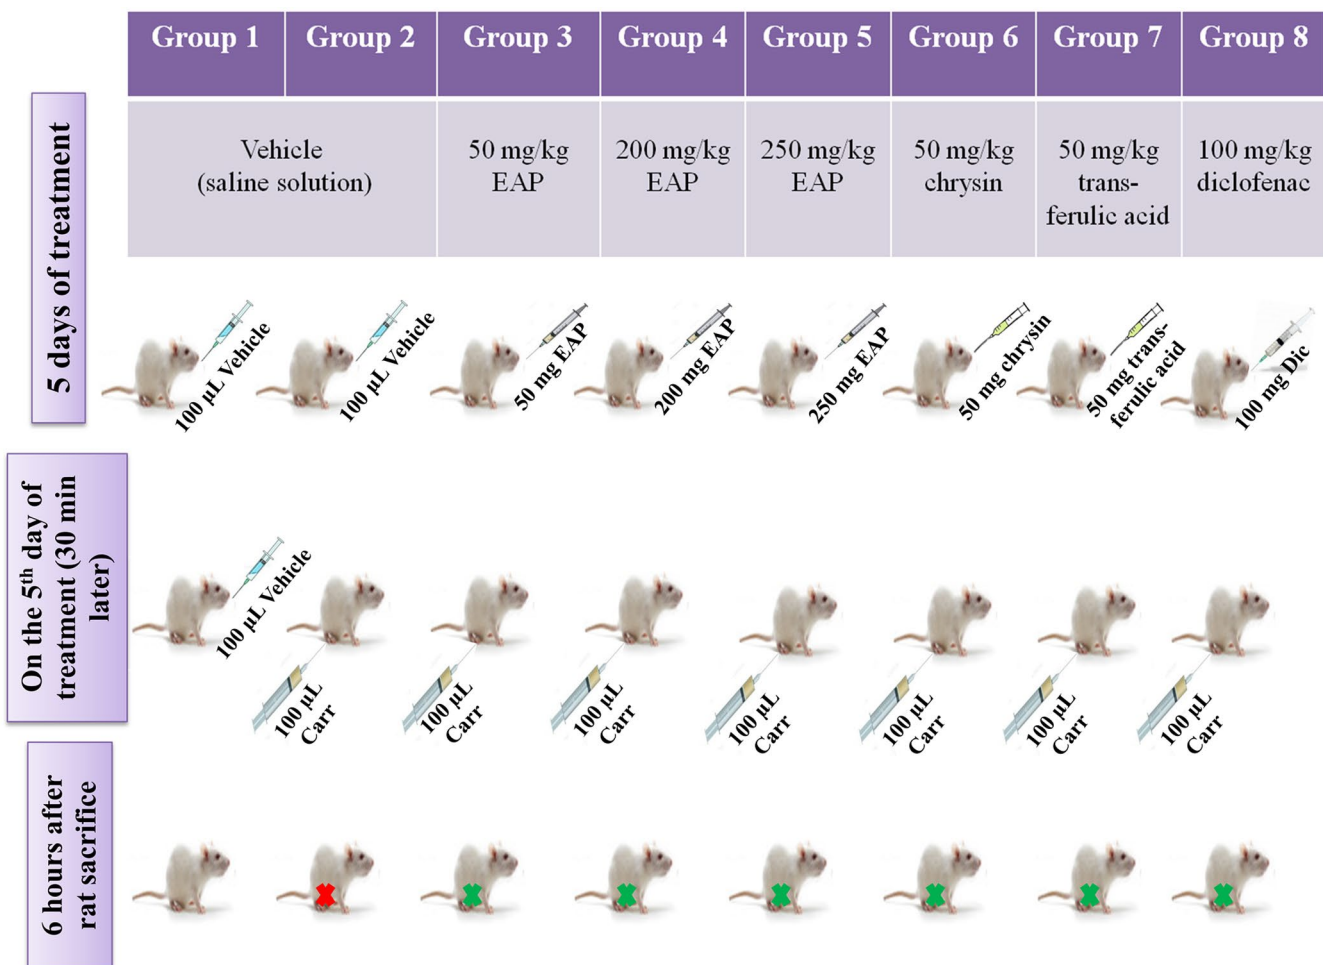 Group 1 Group 2 Group 3 Group 4 Group 5 Group 6 Group 7 Group 8
5 days of treatment
Vehicle
(saline solution)
50 mg/kg
EAP
200 mg/kg
EAP
250 mg/kg
EAP
50 mg/kg
chrysin
50 mg/kg
trans-
ferulic acid
100 mg/kg
diclofenac
100 µL Vehicle
100 µL Vehicle
50 mg EAP
200 mg EAP
250 mg EAP
50 mg chrysin
50 mg trans-
ferulic acid
100 mg Dic
On the 5th day of
treatment (30 min
later)
100 µL Vehicle
100 µL
Carr
100 µL
Carr
100 µL
Carr
100 µL
Carr
100 µL
Carr
100 µL
Carr
100 µL
Carr
6 hours after
rat sacrifice